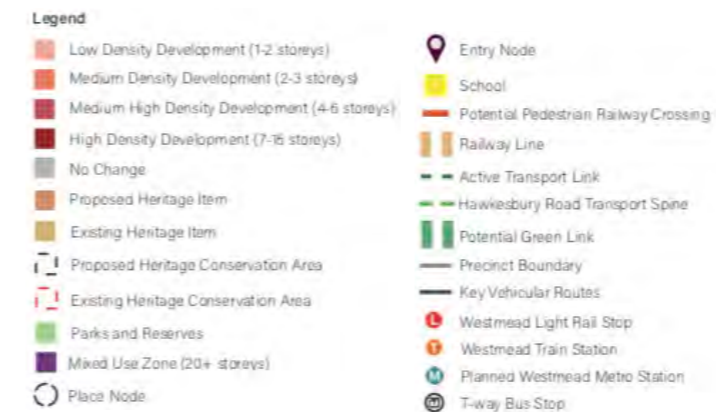 Legend
Low Density Development (1-2 storeys)
Medium Density Development (2-3 storeys)
Medium High Density Development (4-6 storeys)
High Density Development (7-15 storeys)
No Change
Proposed Heritage Item
Existing Heritage Item
Proposed Heritage Conservation Area
Existing Heritage Conservation Area
Parks and Reserves
Mixed Use Zone (20+ storeys)
Place Node
Entry Node
School
Potential Pedestrian Railway Crossing
Railway Line
Active Transport Link
Hawkesbury Road Transport Spine
Potential Green Link
Precinct Boundary
Key Vehicular Routes
L Westmead Light Rail Stop
T Westmead Train Station
M Planned Westmead Metro Station
B T-way Bus Stop